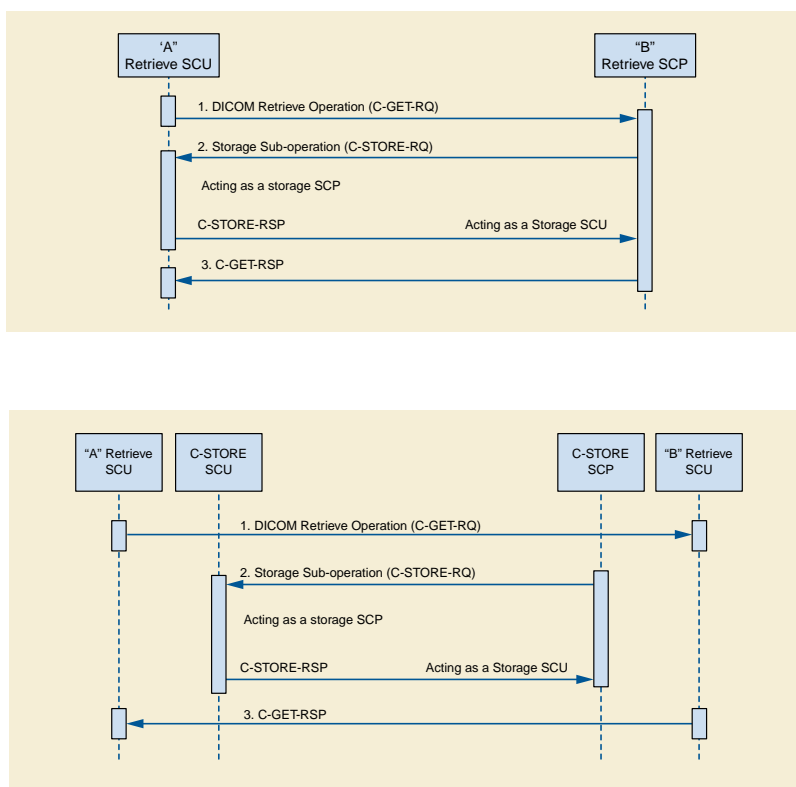 ‘A”
Retrieve SCU
“B”
Retrieve SCP
1. DICOM Retrieve Operation (C-GET-RQ)
2. Storage Sub-operation (C-STORE-RQ)
Acting as a storage SCP
C-STORE-RSP
Acting as a Storage SCU
3. C-GET-RSP
“A” Retrieve
SCU
C-STORE
SCU
C-STORE
SCP
“B” Retrieve
SCU
1. DICOM Retrieve Operation (C-GET-RQ)
2. Storage Sub-operation (C-STORE-RQ)
Acting as a storage SCP
C-STORE-RSP
Acting as a Storage SCU
3. C-GET-RSP